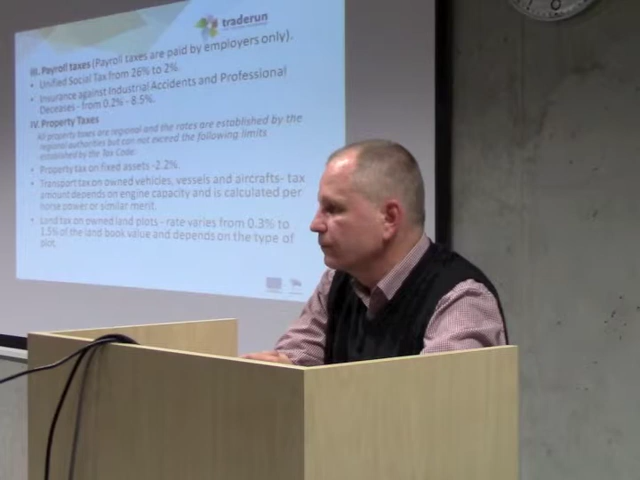 traderun
III. Payroll taxes (Payroll taxes are paid by employers only).
• Unified Social Tax from 26% to 2%.
• Insurance against Industrial Accidents and Professional
Deceases - from 0.2% - 8.5%.
IV. Property Taxes
All property taxes are regional and the rates are established by the
regional authorities but can not exceed the following limits
established by the Tax Code:
• Property tax on fixed assets -2.2%.
• Transport tax on owned vehicles, vessels and aircrafts- tax
amount depends on engine capacity and is calculated per
horse power or similar merit.
• Land tax on owned land plots - rate varies from 0.3% to
1.5% of the land book value and depends on the type of
plot.